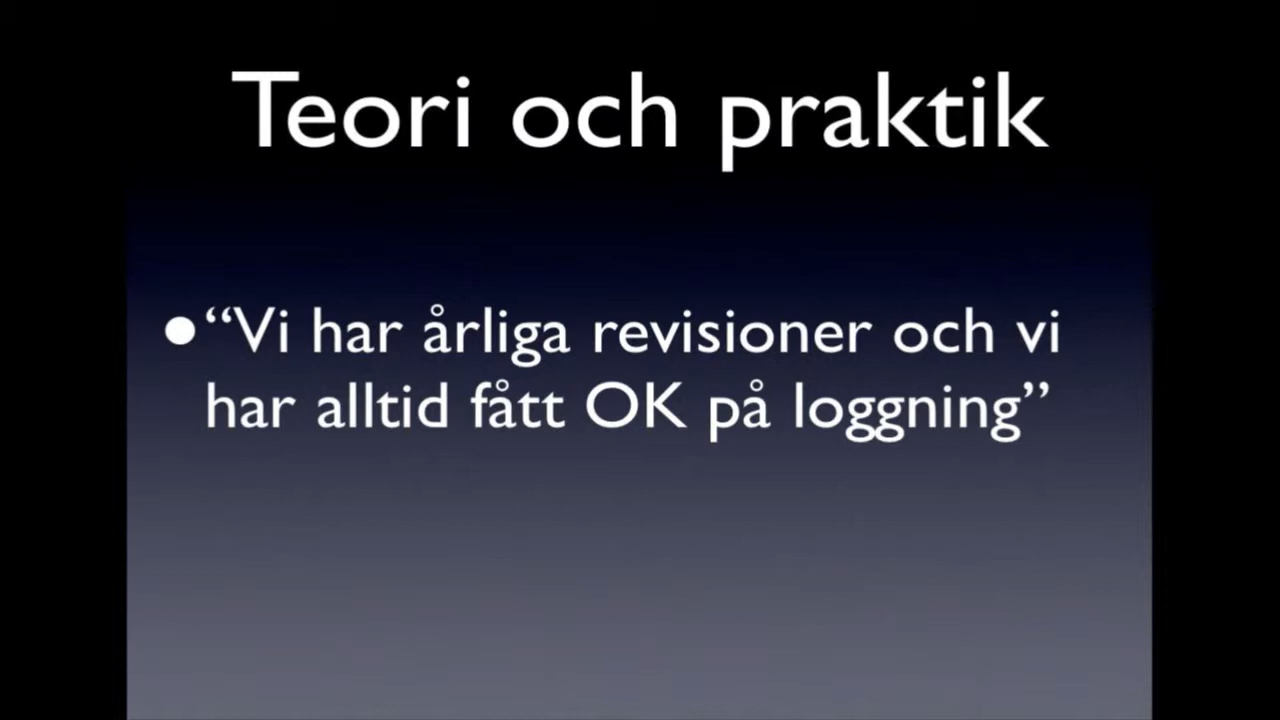 Teori och praktik
•“Vi har årliga revisioner och vi
har alltid fått OK på loggning”